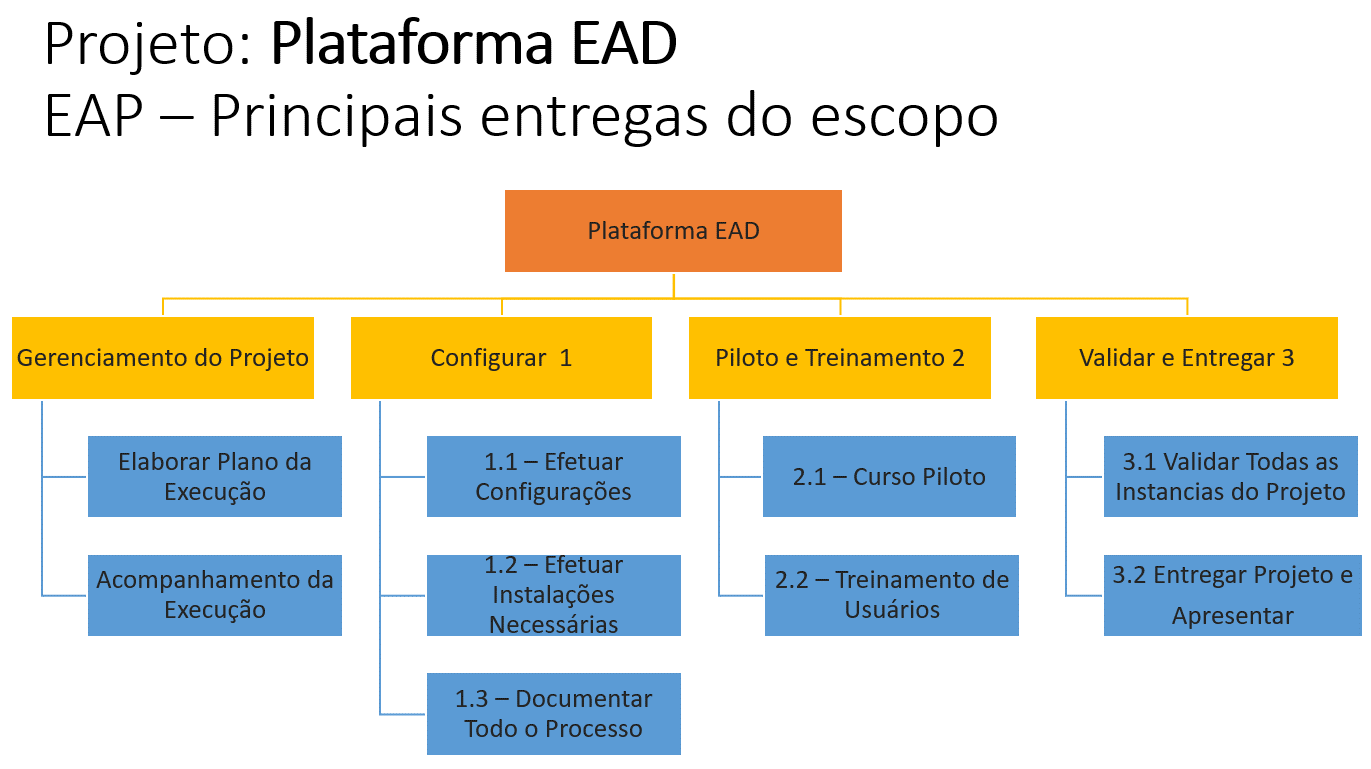 Projeto: Plataforma EAD
EAP – Principais entregas do escopo
Plataforma EAD
Gerenciamento do Projeto
Elaborar Plano da
Execução
Acompanhamento da
Execução
Configurar  1
1.1 – Efetuar
Configurações
1.2 – Efetuar
Instalações
Necessárias
1.3 – Documentar
Todo o Processo
Piloto e Treinamento 2
2.1 – Curso Piloto
2.2 – Treinamento de
Usuários
Validar e Entregar 3
3.1 Validar Todas as
Instancias do Projeto
3.2 Entregar Projeto e
Apresentar